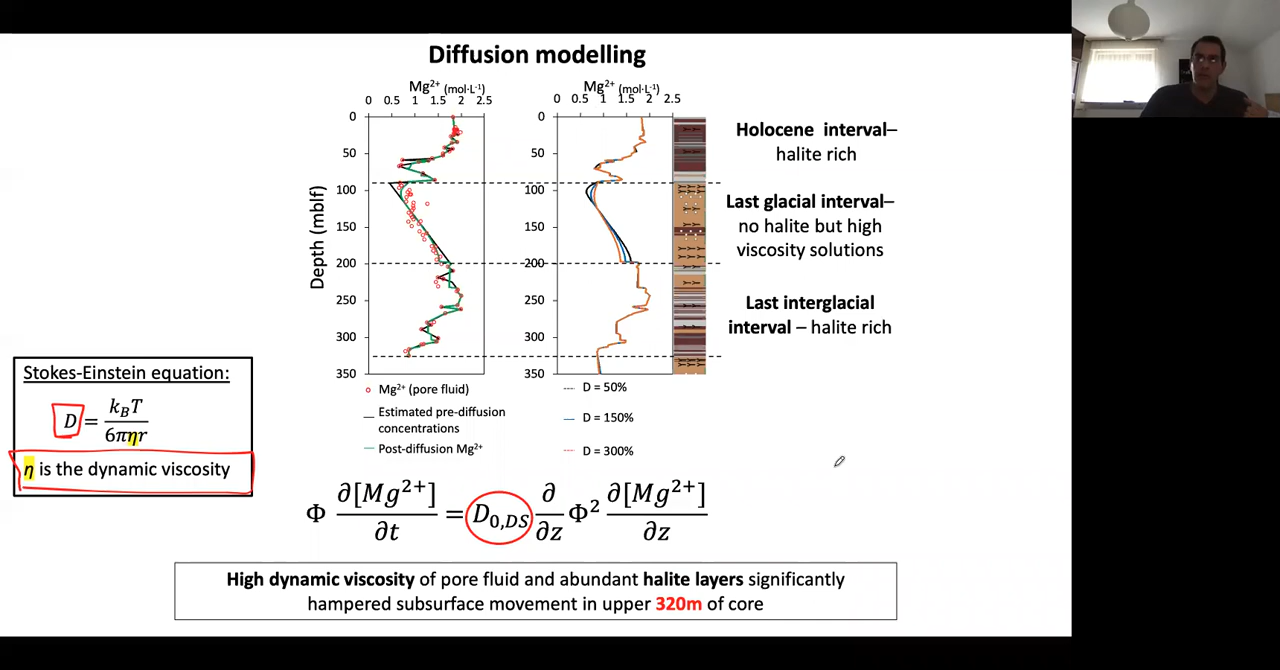 Diffusion modelling
Mg²⁺ (mol·L⁻¹)
0 0.5 1 1.5 2 2.5
Depth (mblf)
0
50
100
150
200
250
300
350
Mg²⁺ (pore fluid)
Estimated pre-diffusion
concentrations
Post-diffusion Mg²⁺
Mg²⁺ (mol·L⁻¹)
0 0.5 1 1.5 2 2.5
0
50
100
150
200
250
300
350
D = 50%
D = 150%
D = 300%
Holocene interval–
halite rich
Last glacial interval–
no halite but high
viscosity solutions
Last interglacial
interval – halite rich
Stokes-Einstein equation:
D = k_BT / 6πηr
η is the dynamic viscosity
Φ ∂[Mg²⁺]/∂t = D₀,DS ∂/∂z Φ² ∂[Mg²⁺]/∂z
High dynamic viscosity of pore fluid and abundant halite layers significantly
hampered subsurface movement in upper 320m of core